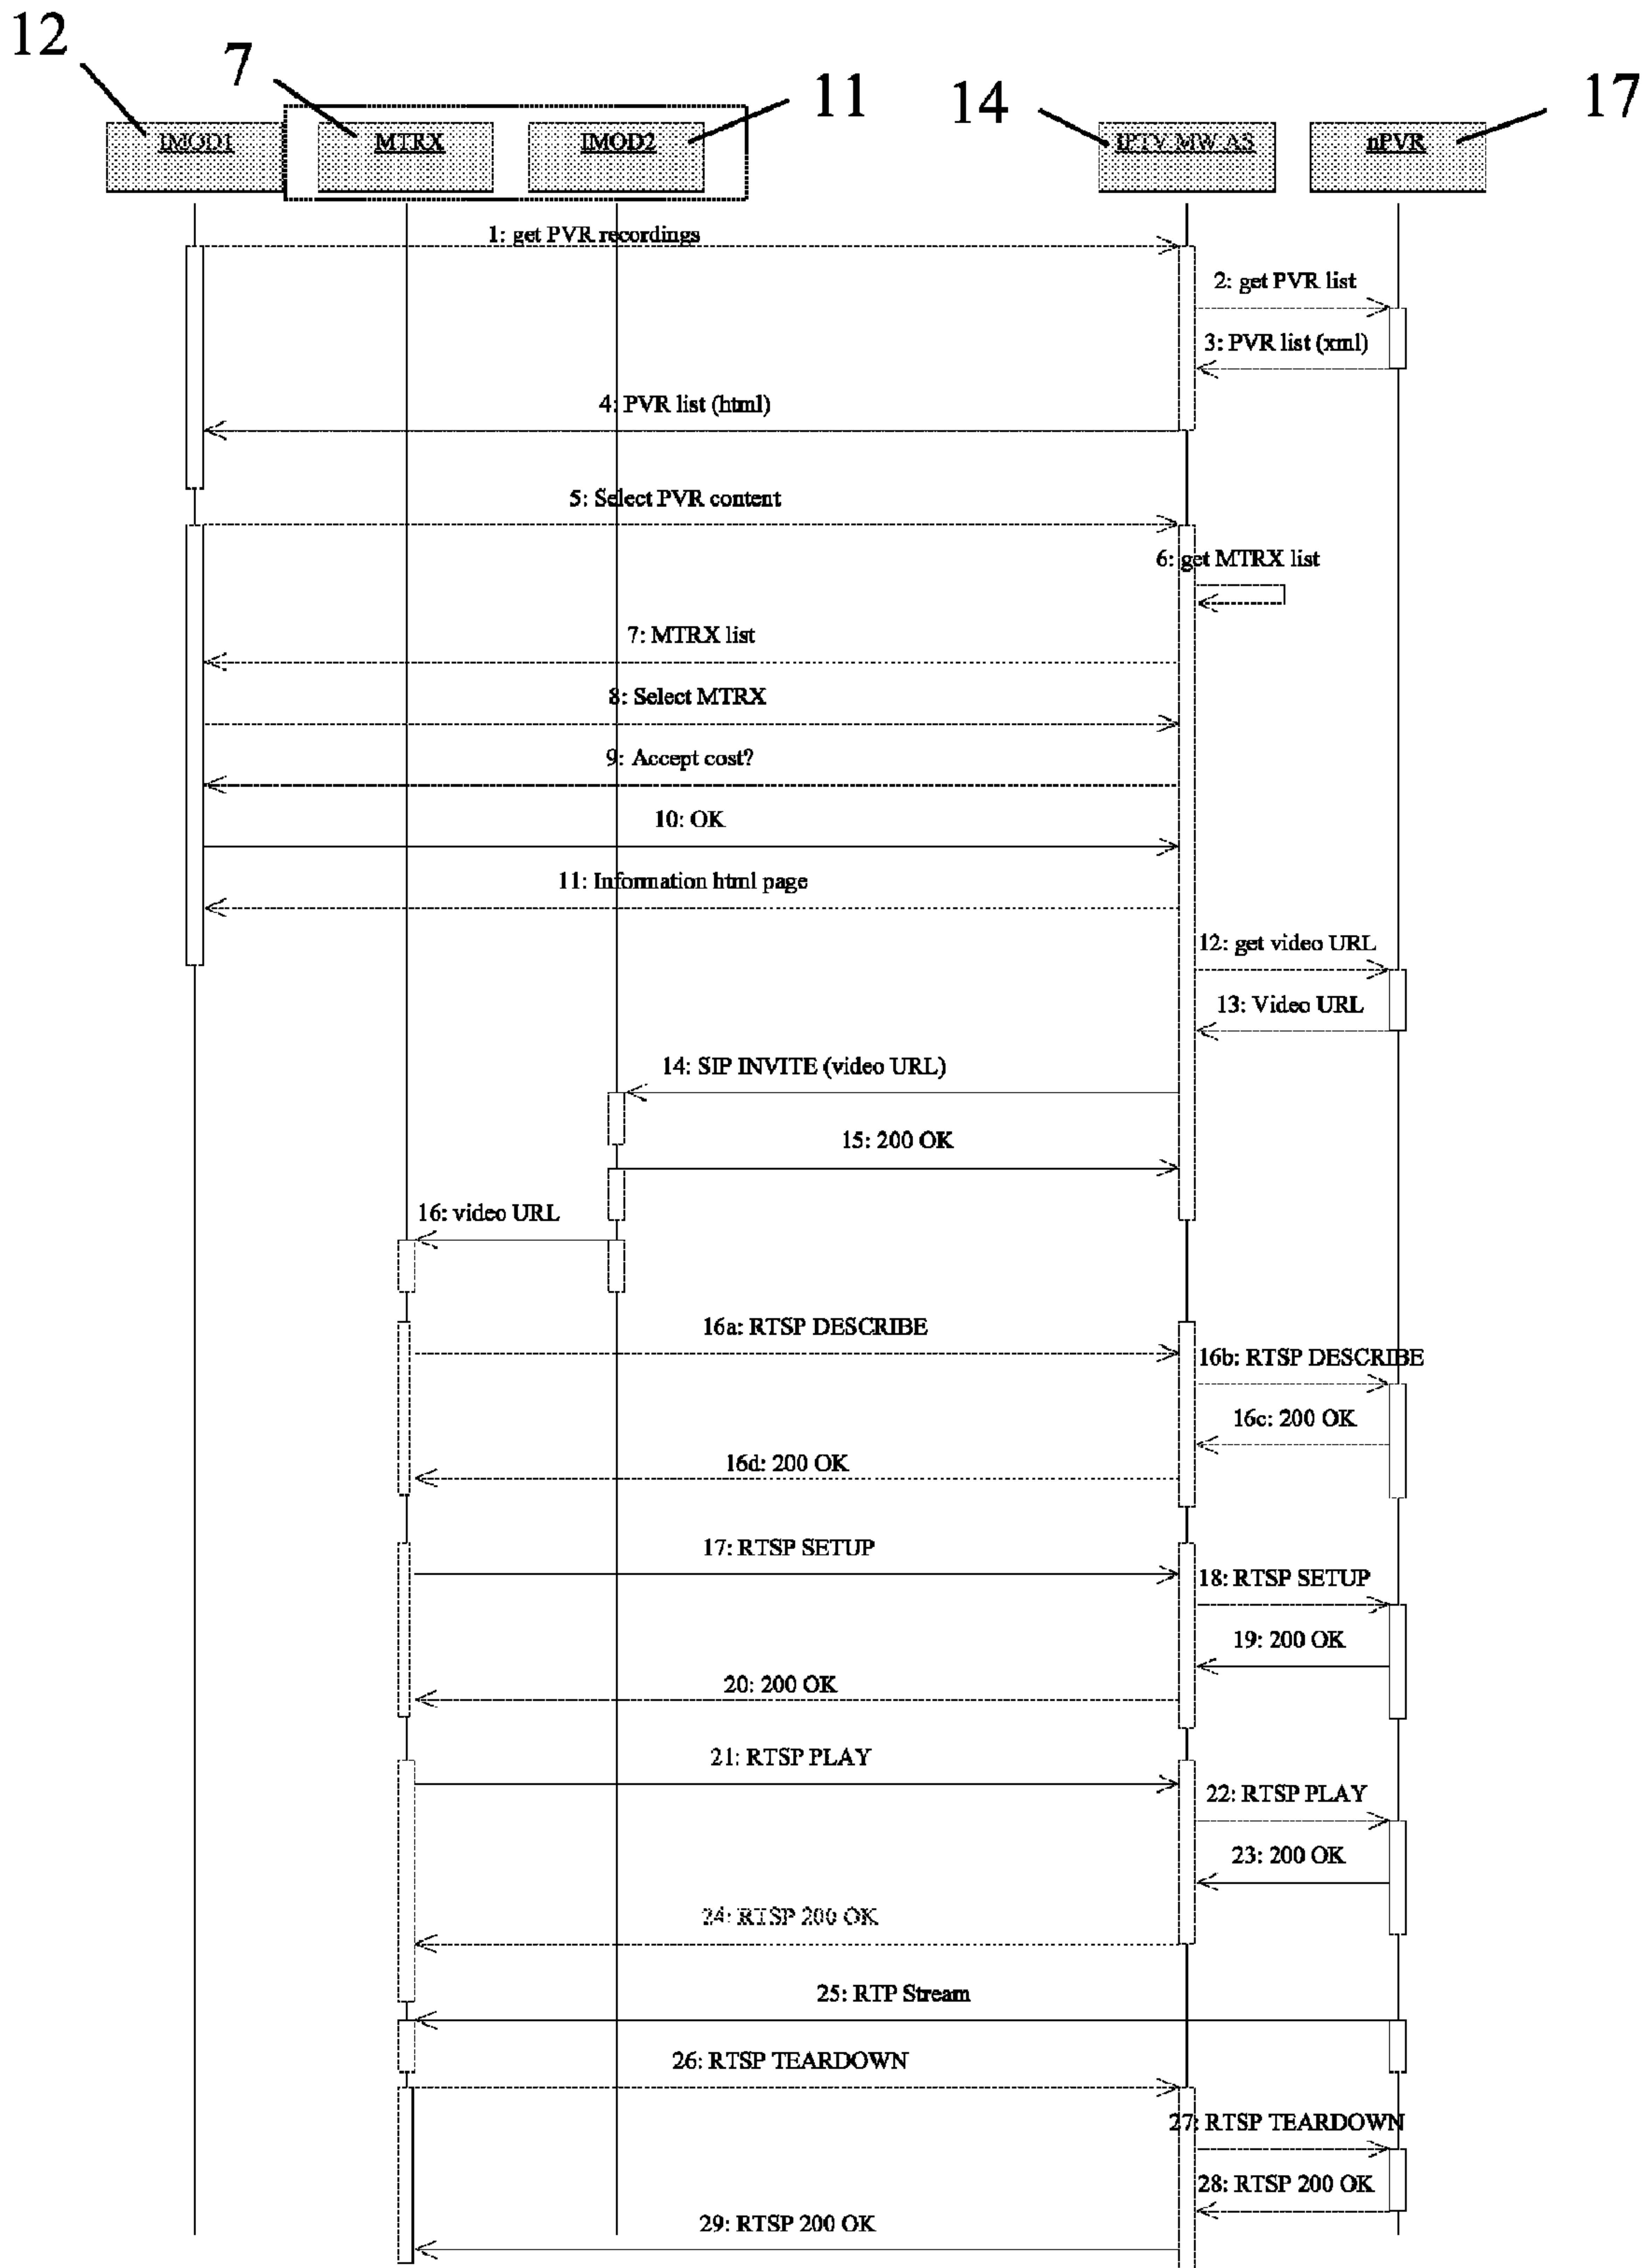 12
7
11
14
17
IMOD1
MTRX
IMOD2
IPTV MW AS
nPVR
1: get PVR recordings
2: get PVR list
3: PVR list (xml)
4: PVR list (html)
5: Select PVR content
6: get MTRX list
7: MTRX list
8: Select MTRX
9: Accept cost?
10: OK
11: Information html page
12: get video URL
13: Video URL
14: SIP INVITE (video URL)
15: 200 OK
16: video URL
16a: RTSP DESCRIBE
16b: RTSP DESCRIBE
16c: 200 OK
16d: 200 OK
17: RTSP SETUP
18: RTSP SETUP
19: 200 OK
20: 200 OK
21: RTSP PLAY
22: RTSP PLAY
23: 200 OK
24: RTSP 200 OK
25: RTP Stream
26: RTSP TEARDOWN
27: RTSP TEARDOWN
28: RTSP 200 OK
29: RTSP 200 OK